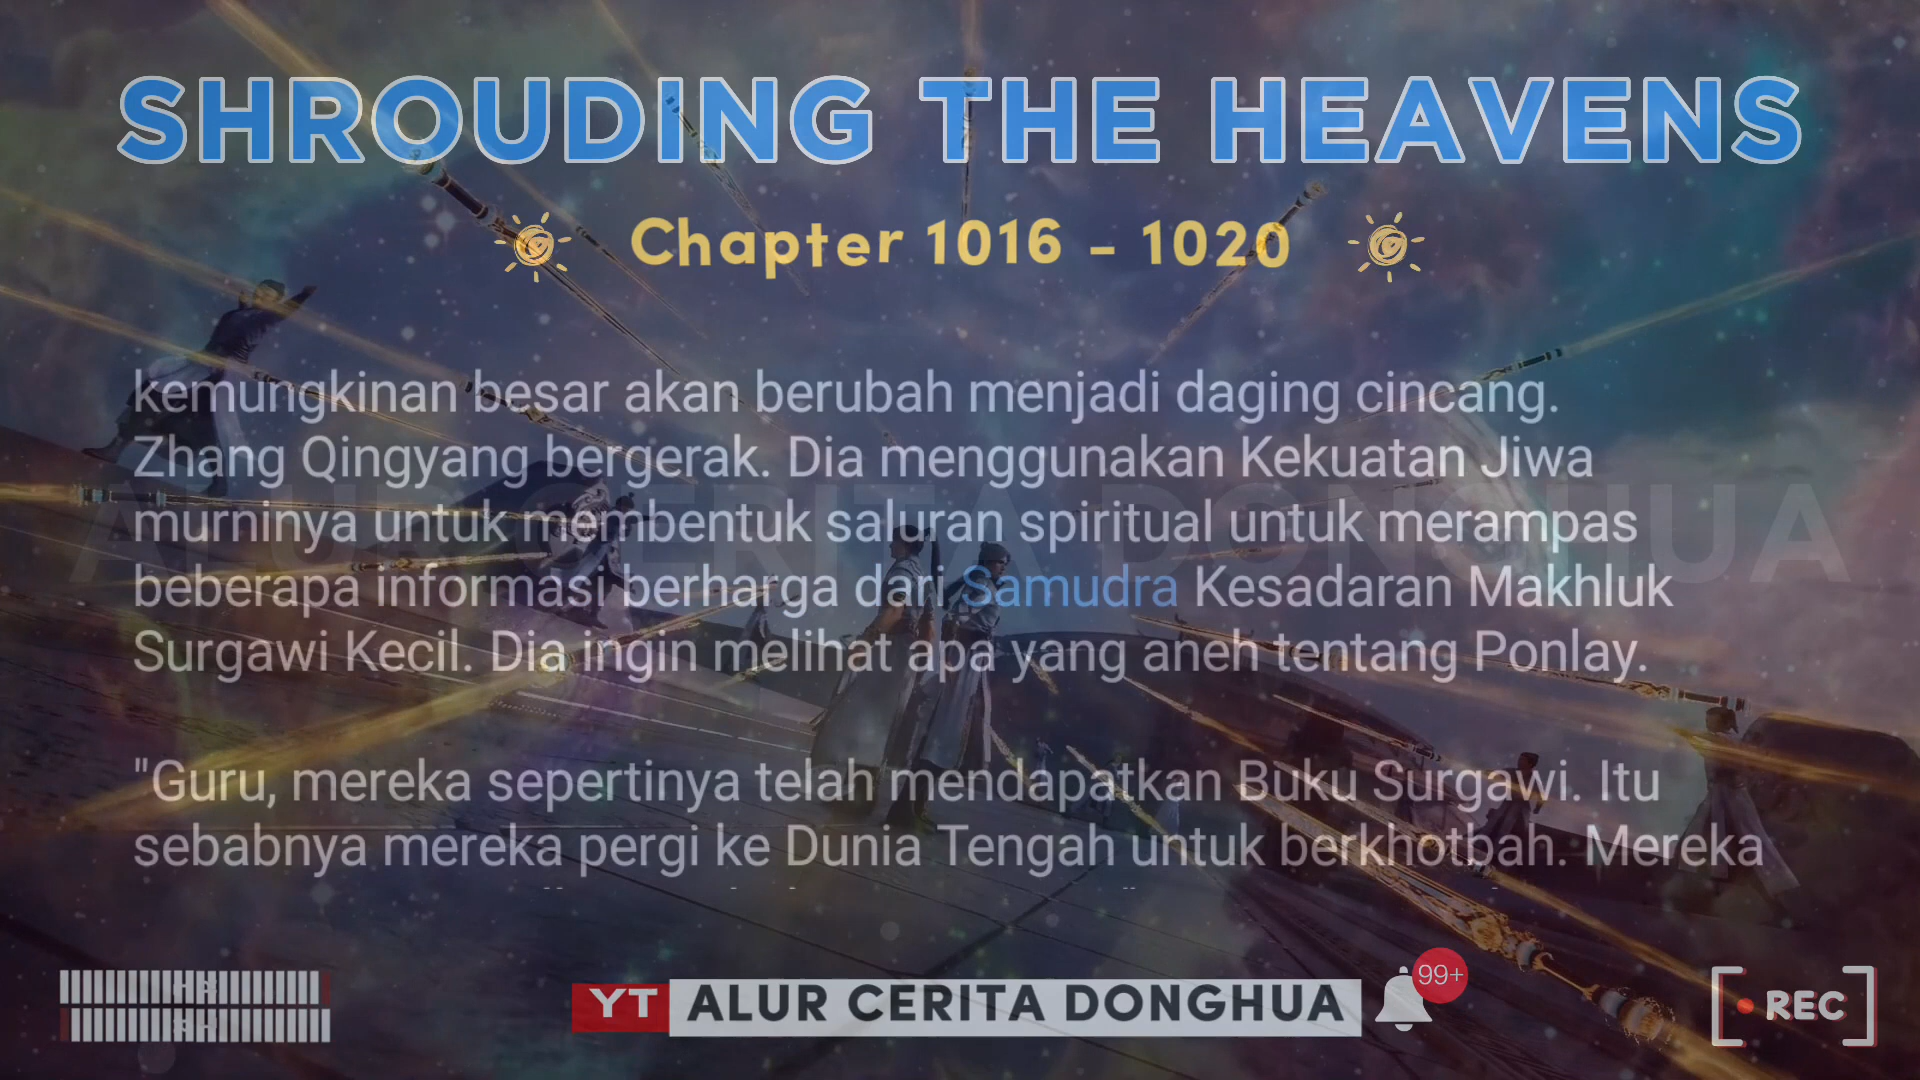 SHROUDING THE HEAVENS
Chapter 1016 - 1020
kemungkinan besar akan berubah menjadi daging cincang.
Zhang Qingyang bergerak. Dia menggunakan Kekuatan Jiwa
murninya untuk membentuk saluran spiritual untuk merampas
beberapa informasi berharga dari Samudra Kesadaran Makhluk
Surgawi Kecil. Dia ingin melihat apa yang aneh tentang Ponlay.
"Guru, mereka sepertinya telah mendapatkan Buku Surgawi. Itu
sebabnya mereka pergi ke Dunia Tengah untuk berkhotbah. Mereka
ALUR CERITA DONGHUA
YT ALUR CERITA DONGHUA
99+
REC